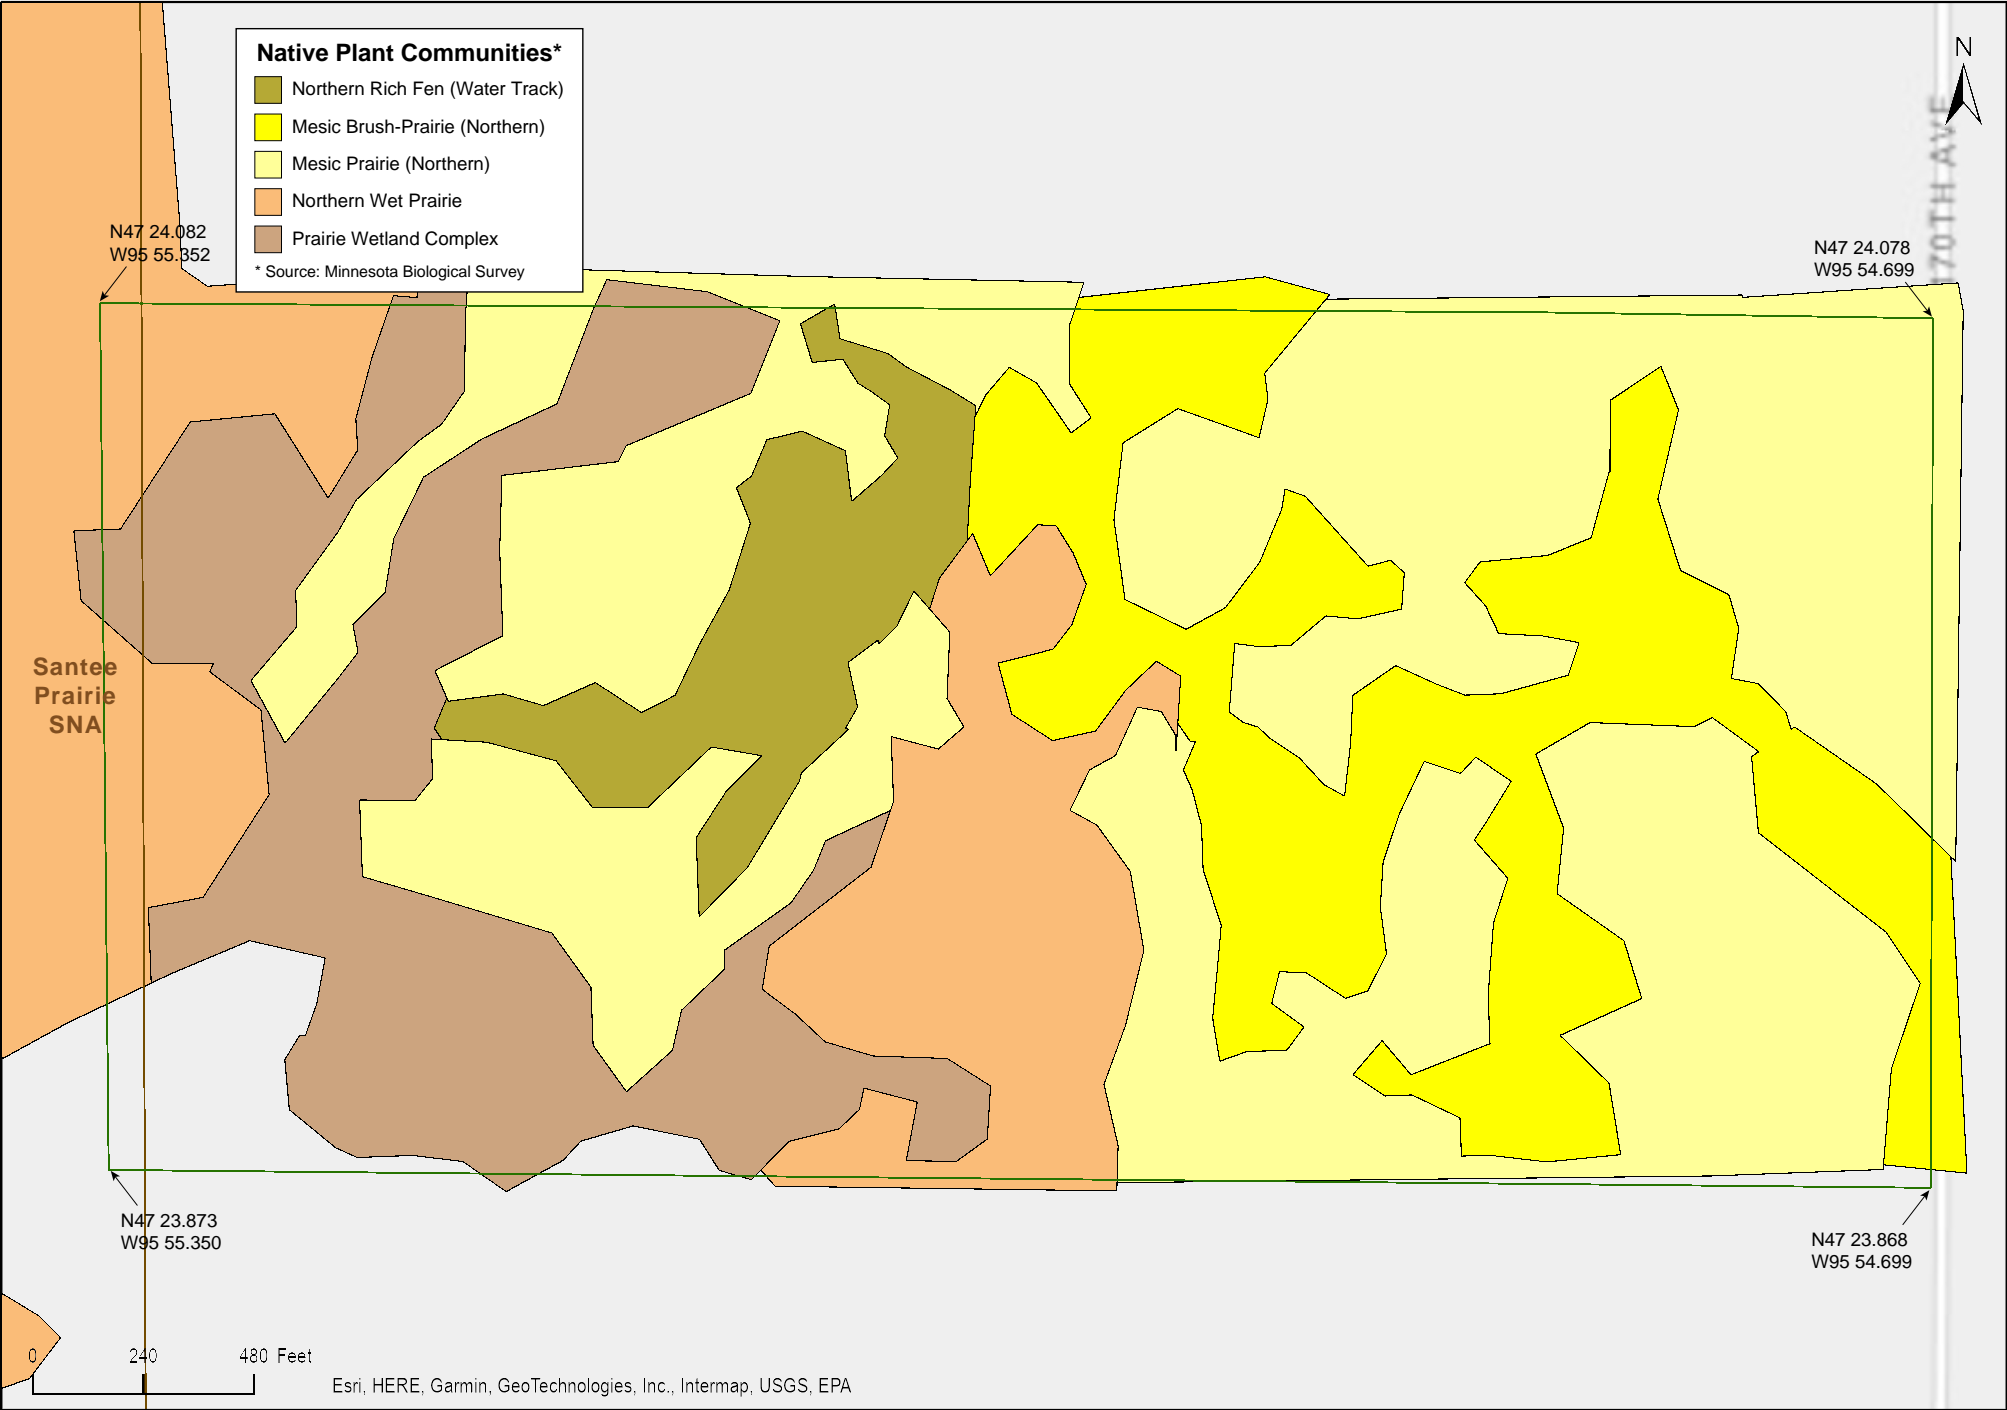 Native Plant Communities*
Northern Rich Fen (Water Track)
Mesic Brush-Prairie (Northern)
Mesic Prairie (Northern)
Northern Wet Prairie
Prairie Wetland Complex
* Source: Minnesota Biological Survey
N
170TH AVE
N47 24.082
W95 55.352
N47 24.078
W95 54.699
Santee
Prairie
SNA
N47 23.873
W95 55.350
N47 23.868
W95 54.699
0 240 480 Feet
Esri, HERE, Garmin, GeoTechnologies, Inc., Intermap, USGS, EPA